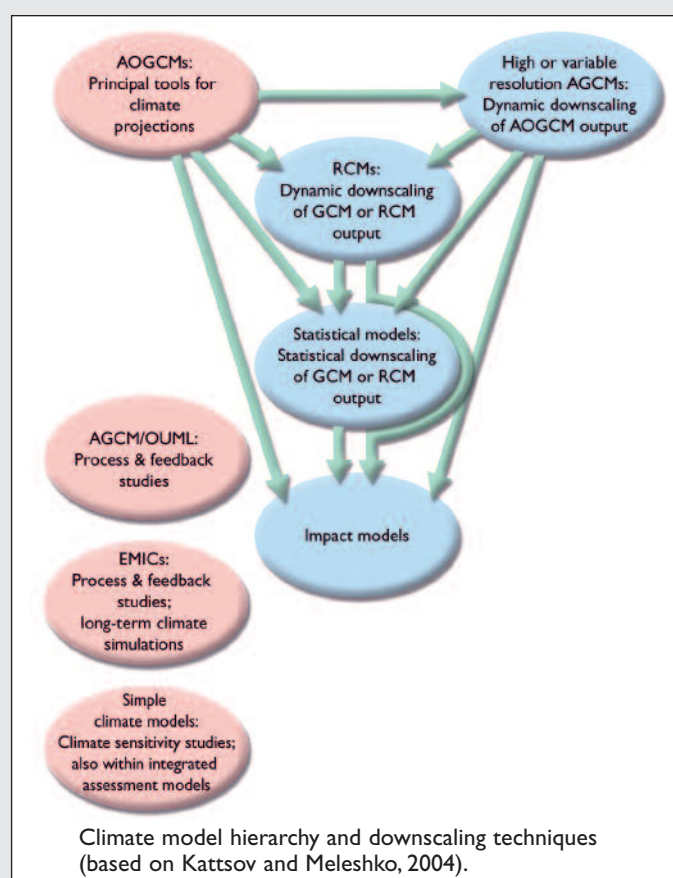 AOGCMs:
Principal tools for
climate
projections
High or variable
resolution AGCMs:
Dynamic downscaling
of AOGCM output
RCMs:
Dynamic downscaling
of GCM or RCM
output
Statistical models:
Statistical downscaling
of GCM or RCM
output
AGCM/OUML:
Process & feedback
studies
Impact models
EMICs:
Process & feedback
studies;
long-term climate
simulations
Simple
climate models:
Climate sensitivity studies;
also within integrated
assessment models
Climate model hierarchy and downscaling techniques
(based on Kattsov and Meleshko, 2004).